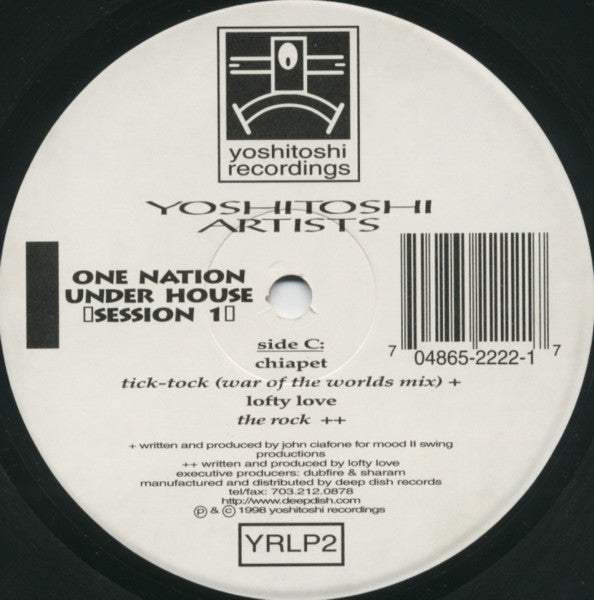 yoshitoshi
recordings
YOSHITOSHI
ARTISTS
ONE NATION
UNDER HOUSE
▯SESSION 1▯
7 04865-2222-1 7
side C:
chiapet
tick-tock (war of the worlds mix) +
lofty love
the rock ++
+ written and produced by john ciafone for mood II swing
productions
++ written and produced by lofty love
executive producers: dubfire & sharam
manufactured and distributed by deep dish records
tel/fax: 703.212.0878
http://www.deepdish.com
℗ & © 1998 yoshitoshi recordings
YRLP2